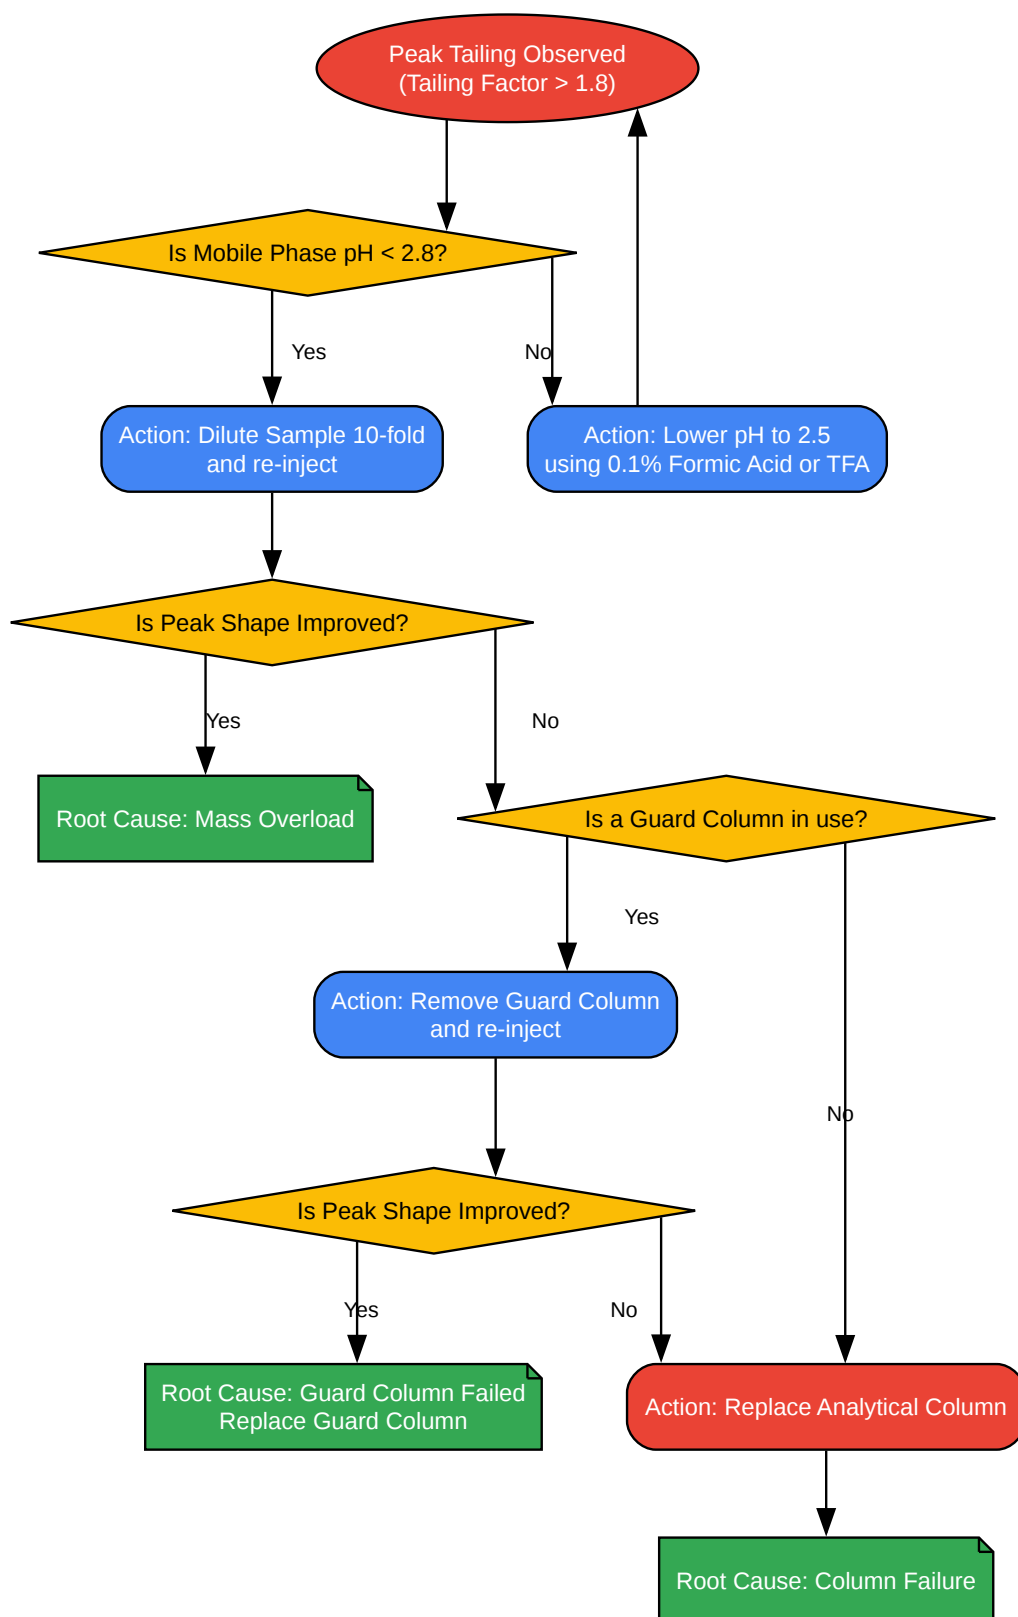 Peak Tailing Observed
(Tailing Factor > 1.8)
Is Mobile Phase pH < 2.8?
Yes
No
Action: Dilute Sample 10-fold
and re-inject
Action: Lower pH to 2.5
using 0.1% Formic Acid or TFA
Is Peak Shape Improved?
Yes
No
Root Cause: Mass Overload
Is a Guard Column in use?
Yes
Action: Remove Guard Column
and re-inject
No
Is Peak Shape Improved?
Yes
No
Root Cause: Guard Column Failed
Replace Guard Column
Action: Replace Analytical Column
Root Cause: Column Failure